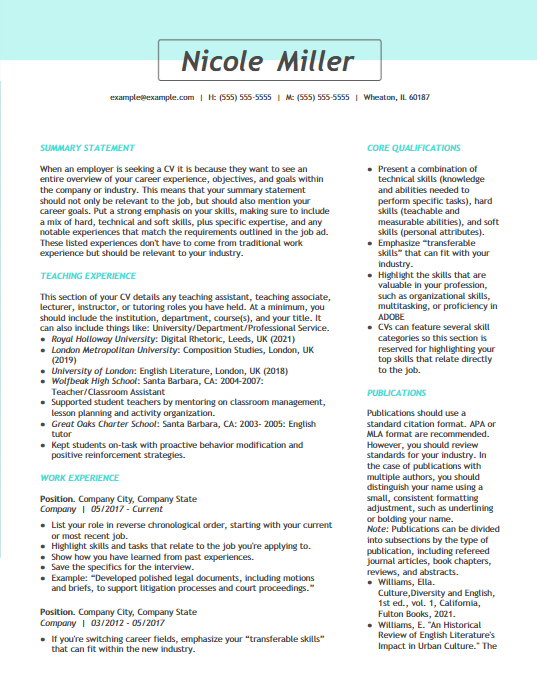 Nicole Miller
example@example.com | H: (555) 555-5555 | M: (555) 555-5555 | Wheaton, IL 60187
SUMMARY STATEMENT
When an employer is seeking a CV it is because they want to see an
entire overview of your career experience, objectives, and goals within
the company or industry. This means that your summary statement
should not only be relevant to the job, but should also mention your
career goals. Put a strong emphasis on your skills, making sure to include
a mix of hard, technical and soft skills, plus specific expertise, and any
notable experiences that match the requirements outlined in the job ad.
These listed experiences don't have to come from traditional work
experience but should be relevant to your industry.
TEACHING EXPERIENCE
This section of your CV details any teaching assistant, teaching associate,
lecturer, instructor, or tutoring roles you have held. At a minimum, you
should include the institution, department, course(s), and your title. It
can also include things like: University/Department/Professional Service.
• Royal Holloway University: Digital Rhetoric, Leeds, UK (2021)
• London Metropolitan University: Composition Studies, London, UK
(2019)
• University of London: English Literature, London, UK (2018)
• Wolfbeak High School: Santa Barbara, CA: 2004-2007:
Teacher/Classroom Assistant
• Supported student teachers by mentoring on classroom management,
lesson planning and activity organization.
• Great Oaks Charter School: Santa Barbara, CA: 2003- 2005: English
tutor
• Kept students on-task with proactive behavior modification and
positive reinforcement strategies.
WORK EXPERIENCE
Position. Company City, Company State
Company | 05/2017 - Current
• List your role in reverse chronological order, starting with your current
or most recent job.
• Highlight skills and tasks that relate to the job you're applying to.
• Show how you have learned from past experiences.
• Save the specifics for the interview.
• Example: “Developed polished legal documents, including motions
and briefs, to support litigation processes and court proceedings.”
Position. Company City, Company State
Company | 03/2012 - 05/2017
• If you're switching career fields, emphasize your “transferable skills”
that can fit within the new industry.
CORE QUALIFICATIONS
• Present a combination of
technical skills (knowledge
and abilities needed to
perform specific tasks), hard
skills (teachable and
measurable abilities), and soft
skills (personal attributes).
• Emphasize “transferable
skills” that can fit with your
industry.
• Highlight the skills that are
valuable in your profession,
such as organizational skills,
multitasking, or proficiency in
ADOBE
• CVs can feature several skill
categories so this section is
reserved for highlighting your
top skills that relate directly
to the job.
PUBLICATIONS
Publications should use a
standard citation format. APA or
MLA format are recommended.
However, you should review
standards for your industry. In
the case of publications with
multiple authors, you should
distinguish your name using a
small, consistent formatting
adjustment, such as underlining
or bolding your name.
Note: Publications can be divided
into subsections by the type of
publication, including refereed
journal articles, book chapters,
reviews, and abstracts.
• Williams, Ella.
Culture,Diversity and English,
1st ed., vol. 1, California,
Fulton Books, 2021.
• Williams, E. "An Historical
Review of English Literature's
Impact in Urban Culture." The